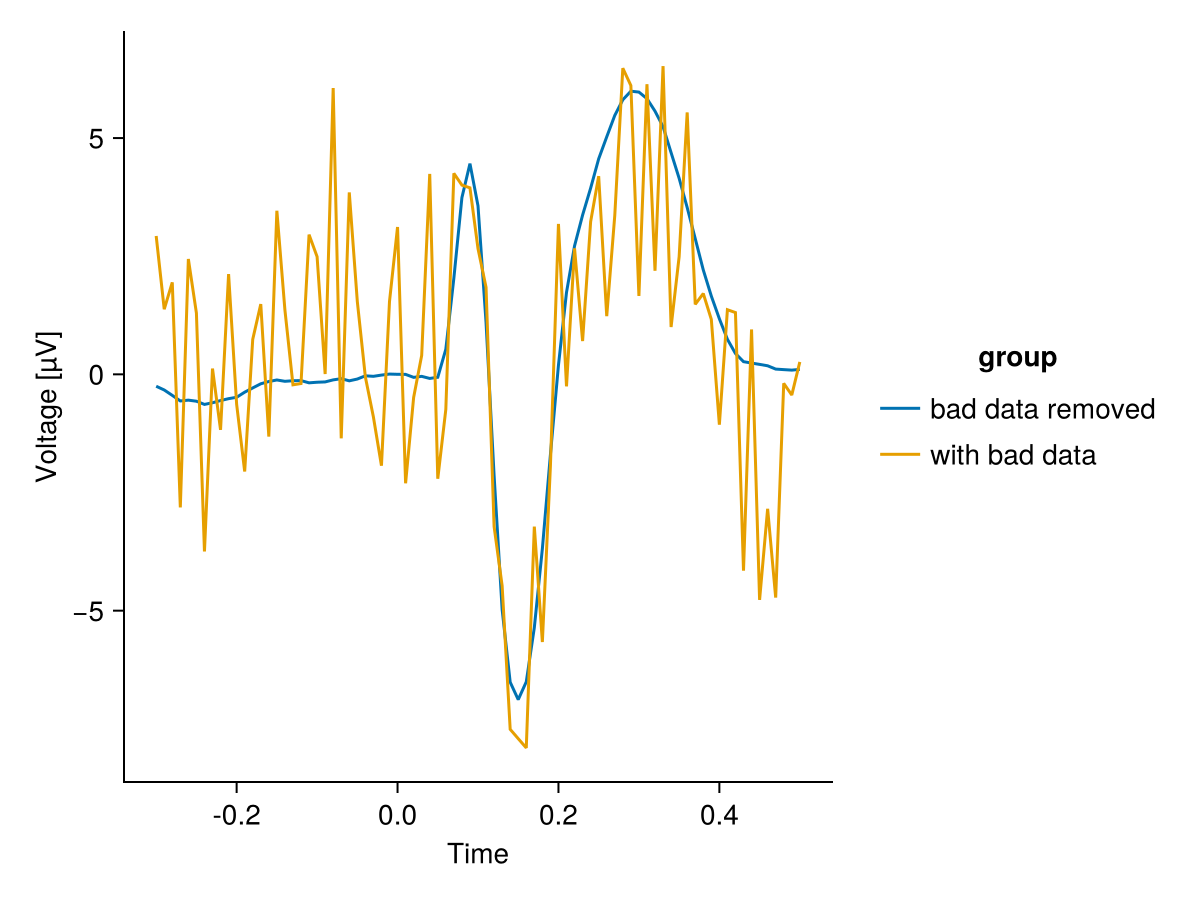 5
0
−5
Voltage [µV]
-0.2
0.0
0.2
0.4
Time
group
bad data removed
with bad data